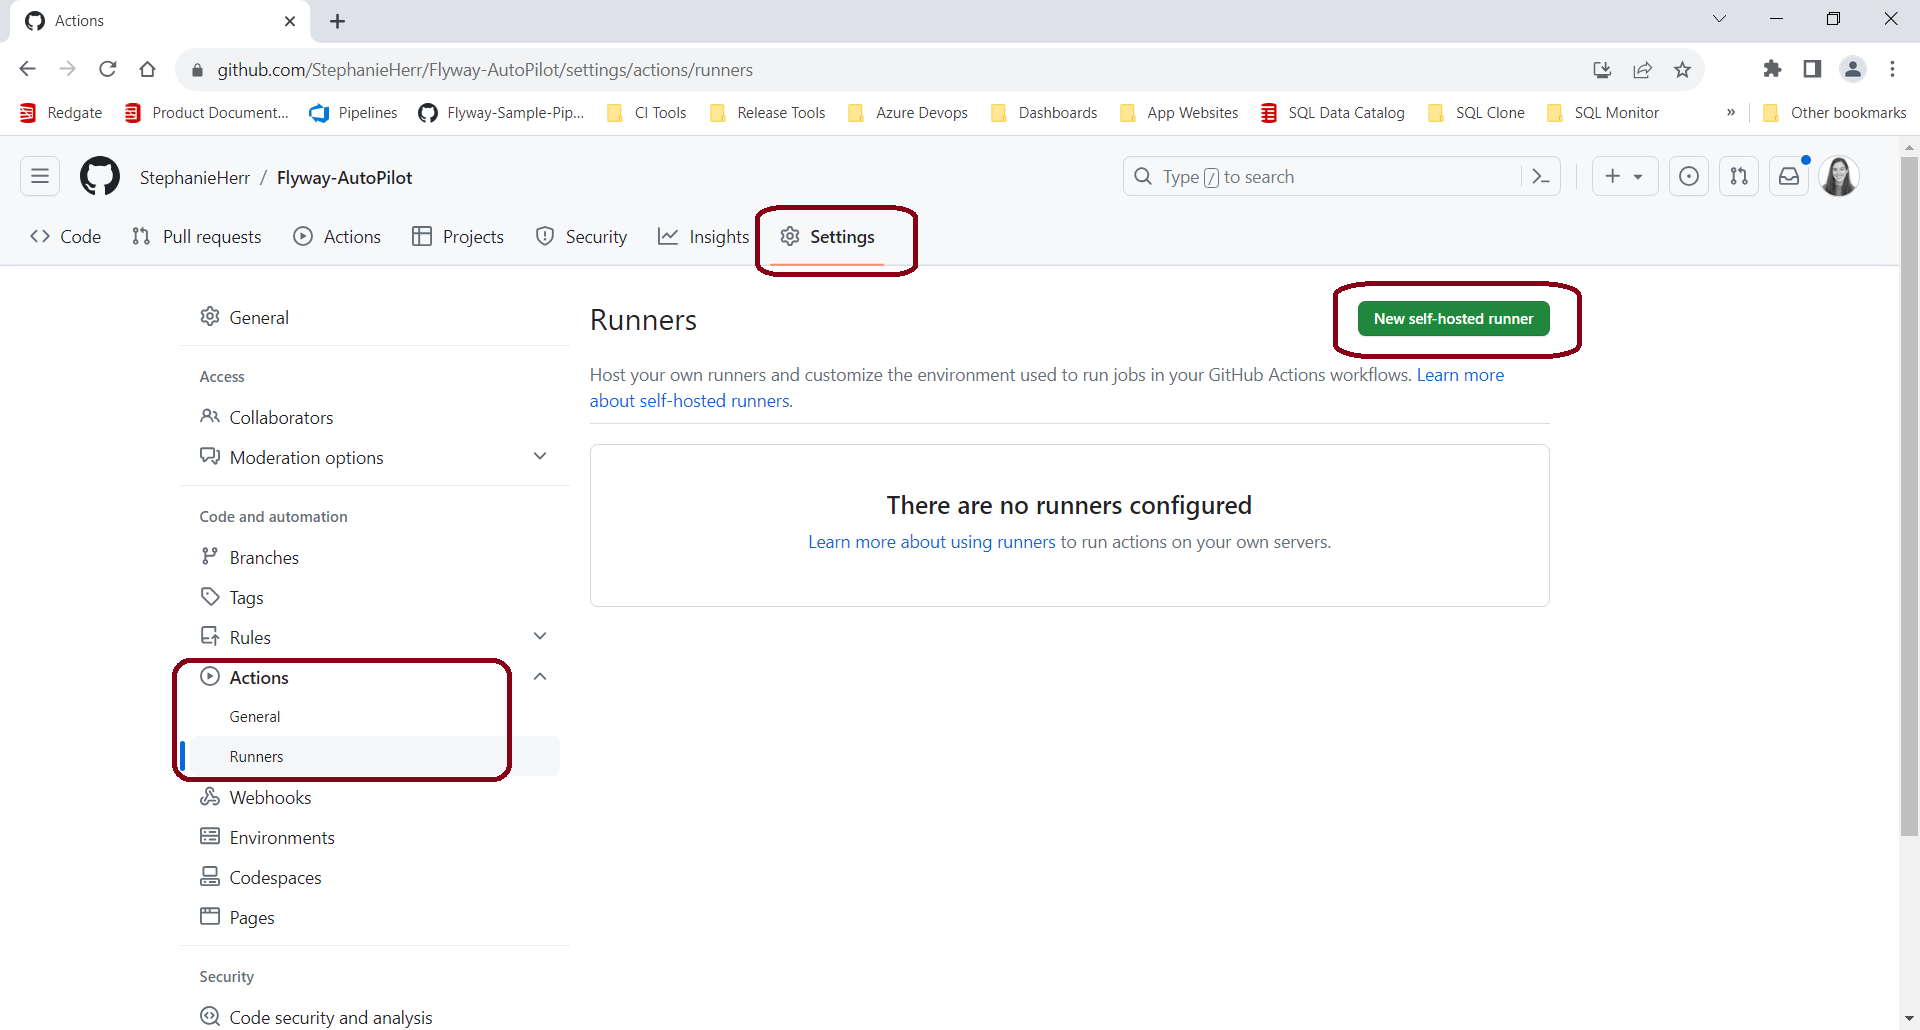 Actions
github.com/StephanieHerr/Flyway-AutoPilot/settings/actions/runners
Redgate Product Document... Pipelines Flyway-Sample-Pip... CI Tools Release Tools Azure Devops Dashboards App Websites SQL Data Catalog SQL Clone SQL Monitor » Other bookmarks
StephanieHerr / Flyway-AutoPilot Type / to search
Code Pull requests Actions Projects Security Insights Settings
General
Access
Collaborators
Moderation options
Code and automation
Branches
Tags
Rules
Actions
General
Runners
Webhooks
Environments
Codespaces
Pages
Security
Code security and analysis
Runners
New self-hosted runner
Host your own runners and customize the environment used to run jobs in your GitHub Actions workflows. Learn more
about self-hosted runners.
There are no runners configured
Learn more about using runners to run actions on your own servers.